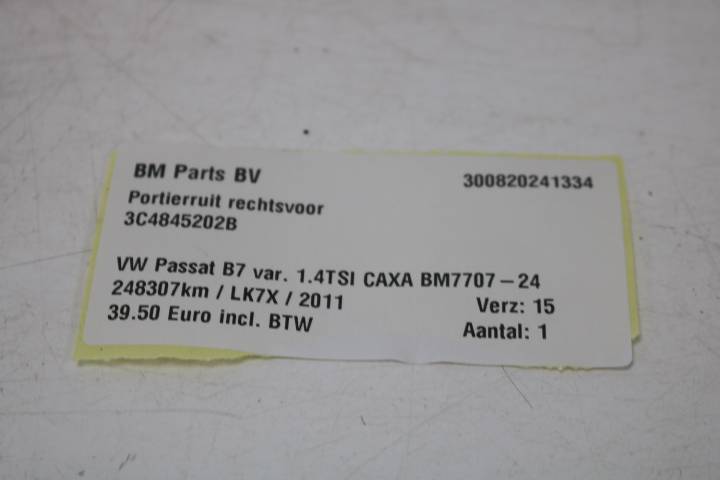 BM Parts BV 300820241334
Portierruit rechtsvoor
3C4845202B
VW Passat B7 var. 1.4TSI CAXA BM7707-24
248307km / LK7X / 2011 Verz: 15
39.50 Euro incl. BTW Aantal: 1